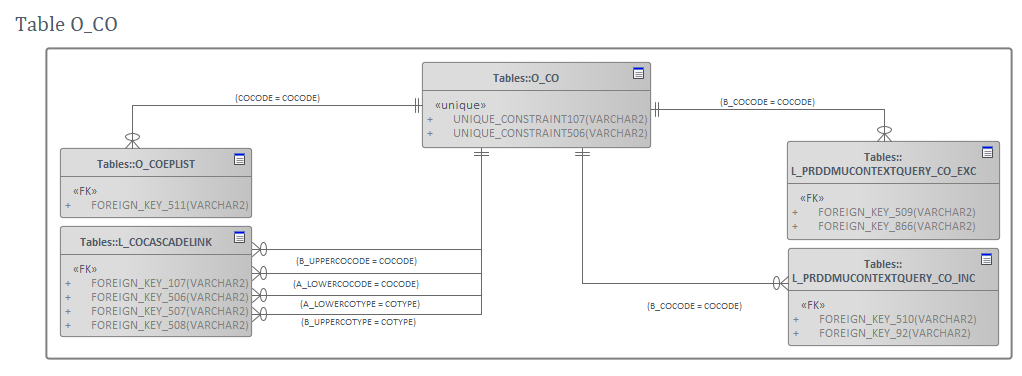 Table O_CO
Tables::O_CO
«unique»
+ UNIQUE_CONSTRAINT107(VARCHAR2)
+ UNIQUE_CONSTRAINT506(VARCHAR2)
(COCODE = COCODE)
(B_COCODE = COCODE)
Tables::O_COEPLIST
«FK»
+ FOREIGN_KEY_511(VARCHAR2)
Tables::
L_PRDDMUCONTEXTQUERY_CO_EXC
«FK»
+ FOREIGN_KEY_509(VARCHAR2)
+ FOREIGN_KEY_866(VARCHAR2)
Tables::L_COCASCADELINK
«FK»
+ FOREIGN_KEY_107(VARCHAR2)
+ FOREIGN_KEY_506(VARCHAR2)
+ FOREIGN_KEY_507(VARCHAR2)
+ FOREIGN_KEY_508(VARCHAR2)
(B_UPPERCOCODE = COCODE)
(A_LOWERCOCODE = COCODE)
(A_LOWERCOTYPE = COTYPE)
(B_UPPERCOTYPE = COTYPE)
(B_COCODE = COCODE)
Tables::
L_PRDDMUCONTEXTQUERY_CO_INC
«FK»
+ FOREIGN_KEY_510(VARCHAR2)
+ FOREIGN_KEY_92(VARCHAR2)